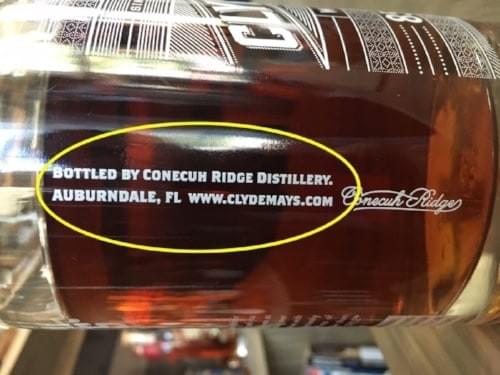 BOTTLED BY CONECUH RIDGE DISTILLERY.
AUBURNDALE, FL WWW.CLYDEMAYS.COM
Conecuh Ridge